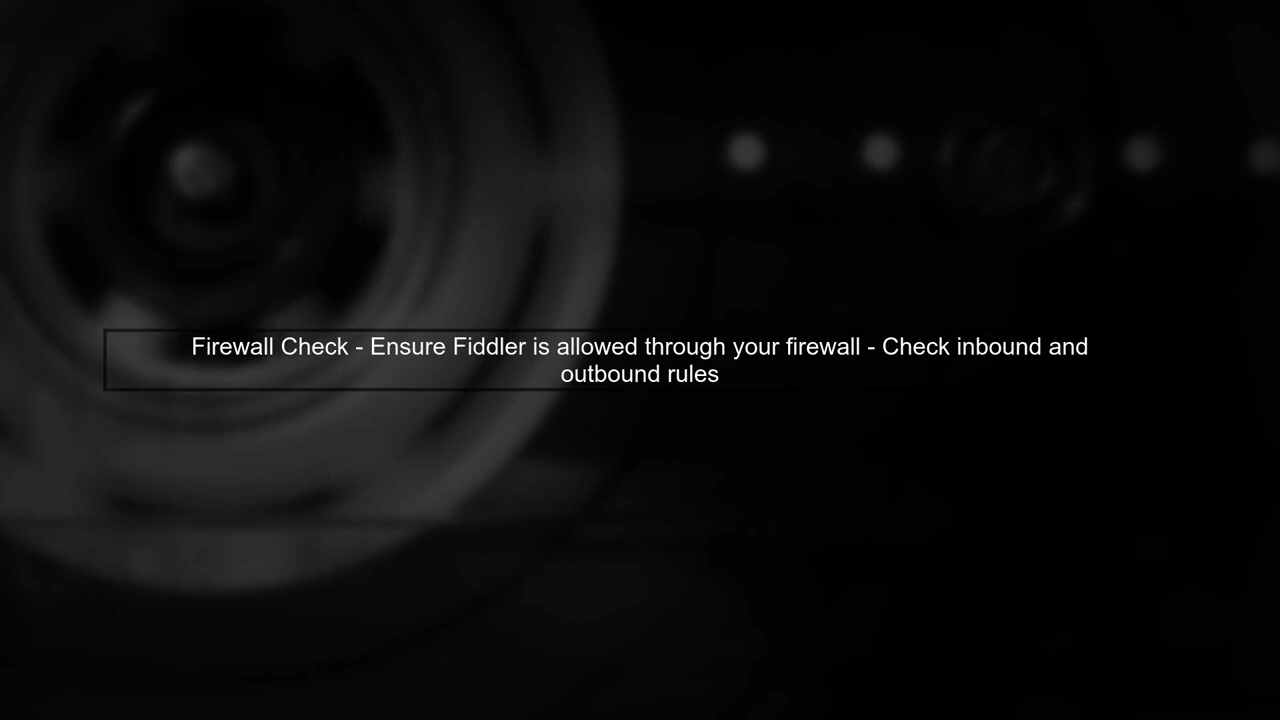 Firewall Check - Ensure Fiddler is allowed through your firewall - Check inbound and
outbound rules